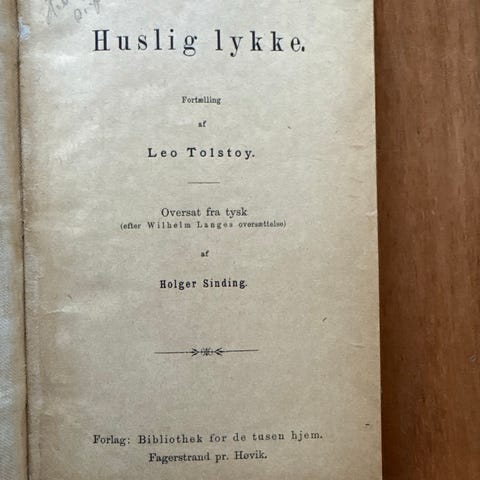 Huslig lykke.
Fortælling
af
Leo Tolstoy.
Oversat fra tysk
(efter Wilhelm Langes oversættelse)
af
Holger Sinding.
Forlag: Bibliothek for de tusen hjem.
Fagerstrand pr. Høvik.